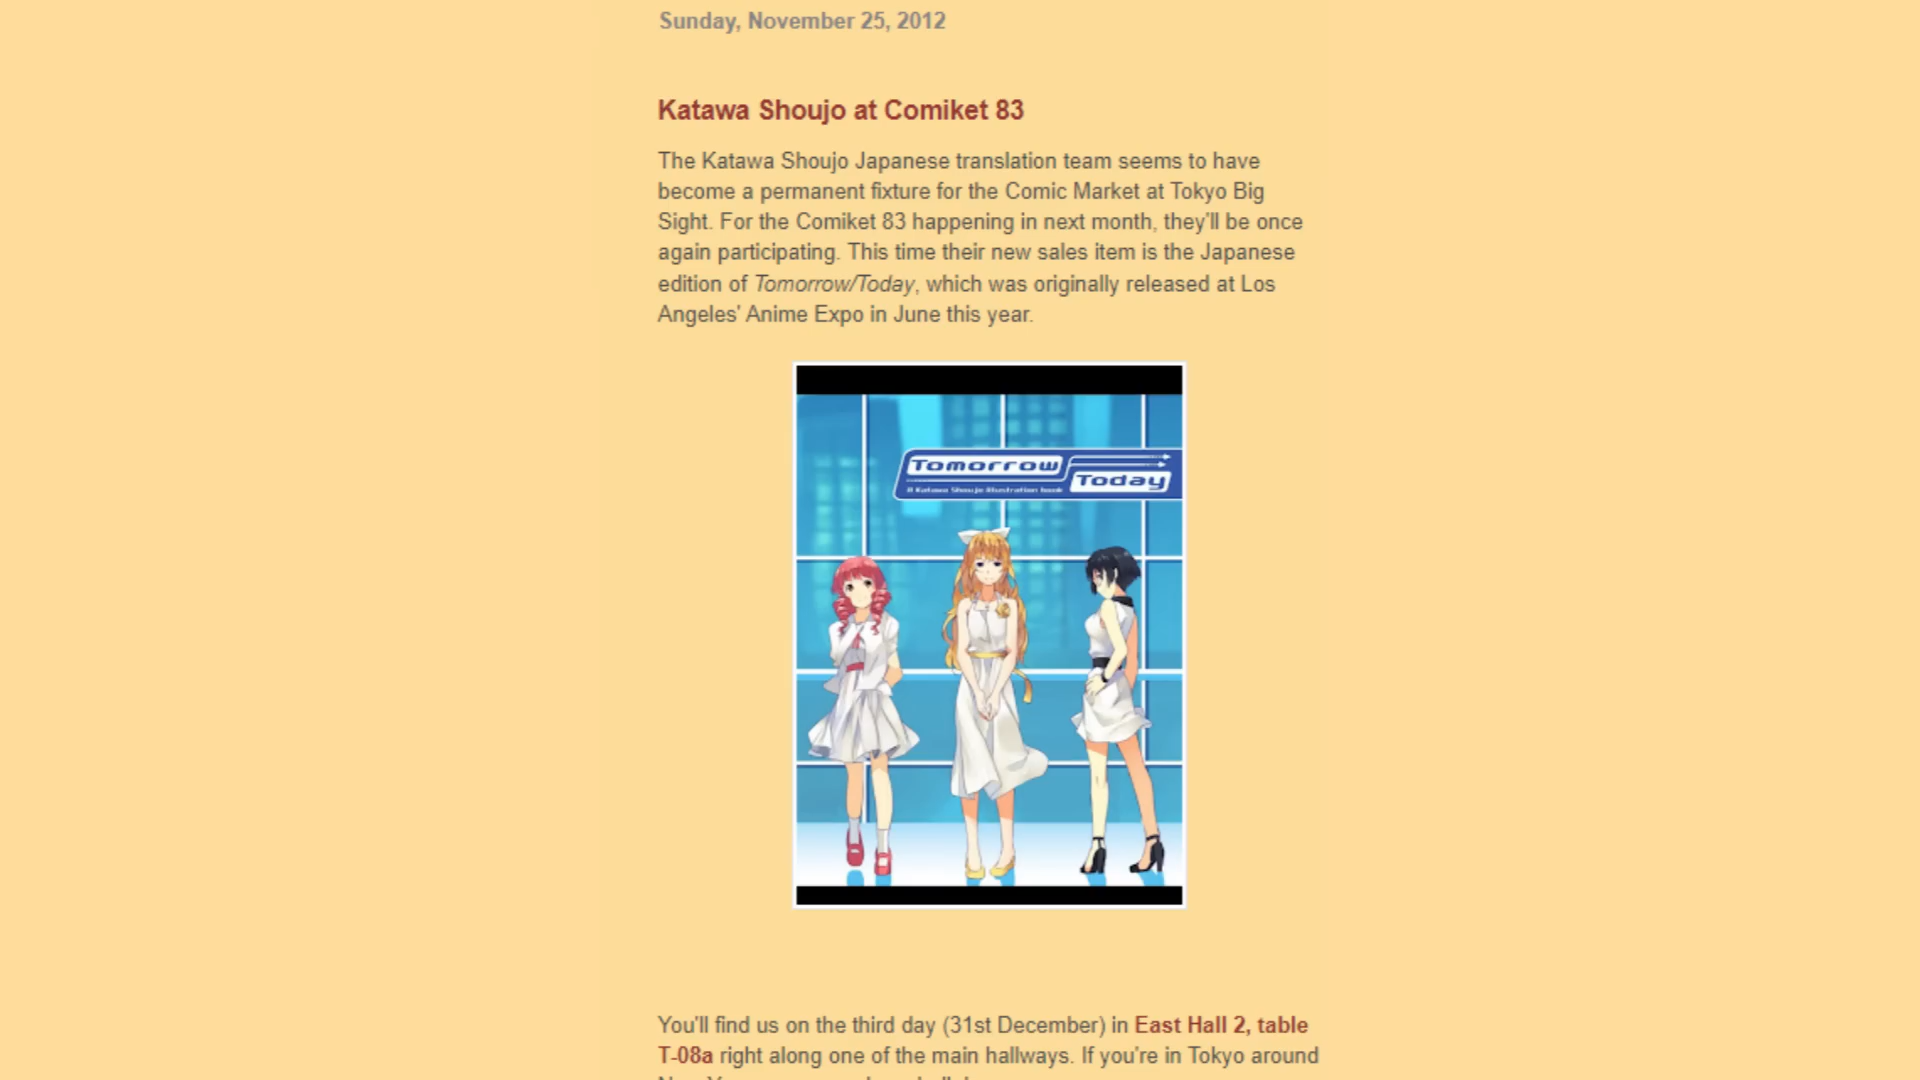 Sunday, November 25, 2012
Katawa Shoujo at Comiket 83
The Katawa Shoujo Japanese translation team seems to have
become a permanent fixture for the Comic Market at Tokyo Big
Sight. For the Comiket 83 happening in next month, they'll be once
again participating. This time their new sales item is the Japanese
edition of Tomorrow/Today, which was originally released at Los
Angeles' Anime Expo in June this year.
Tomorrow
Today
A Katawa Shoujo illustration book
You'll find us on the third day (31st December) in East Hall 2, table
T-08a right along one of the main hallways. If you're in Tokyo around